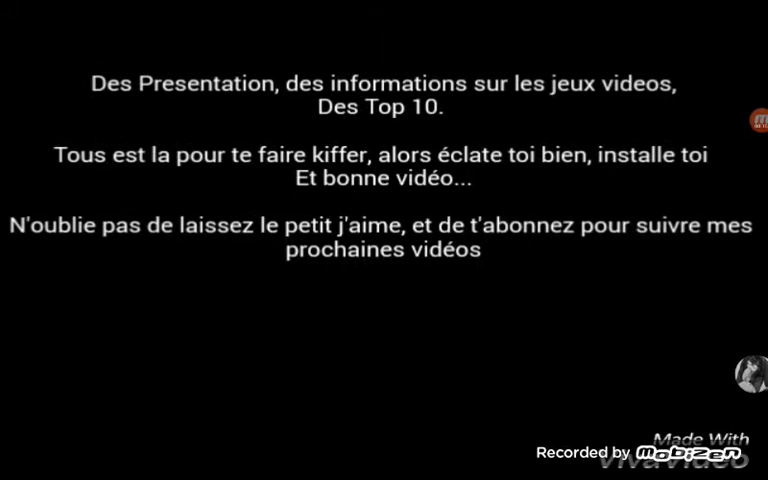 Des Presentation, des informations sur les jeux videos,
Des Top 10.
Tous est la pour te faire kiffer, alors éclate toi bien, installe toi
Et bonne vidéo...
N'oublie pas de laissez le petit j'aime, et de t'abonnez pour suivre mes
prochaines vidéos
Made With
Recorded by Mobizen
VivaVideo